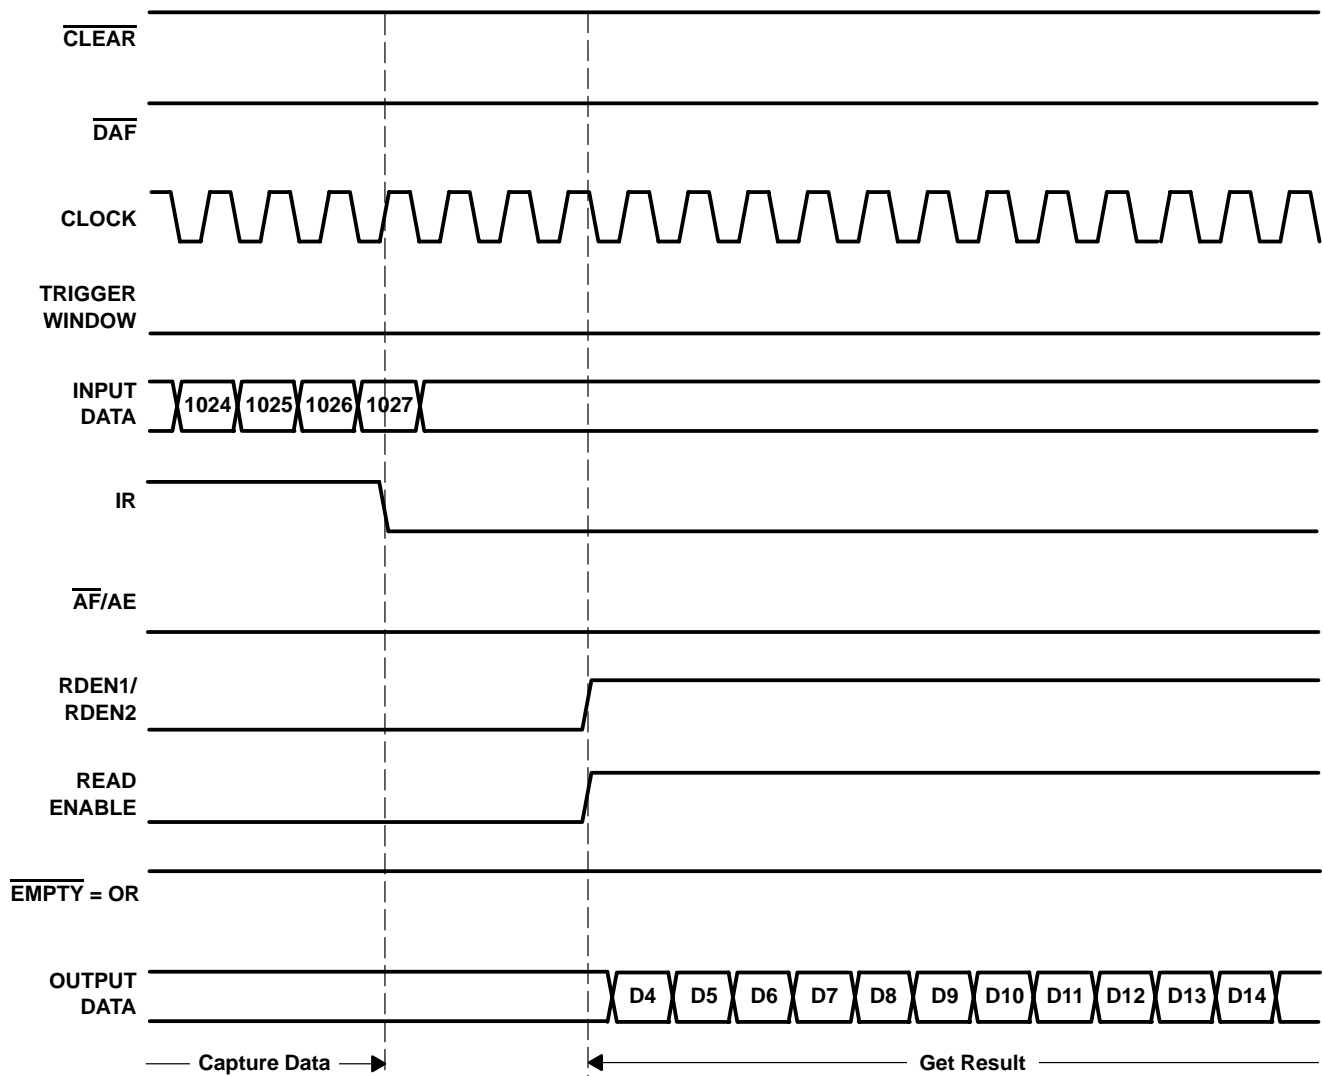 CLEAR
DAF
CLOCK
TRIGGER
WINDOW
INPUT
DATA
1024 1025 1026 1027
IR
AF/AE
RDEN1/
RDEN2
READ
ENABLE
EMPTY = OR
OUTPUT
DATA
D4 D5 D6 D7 D8 D9 D10 D11 D12 D13 D14
Capture Data
Get Result